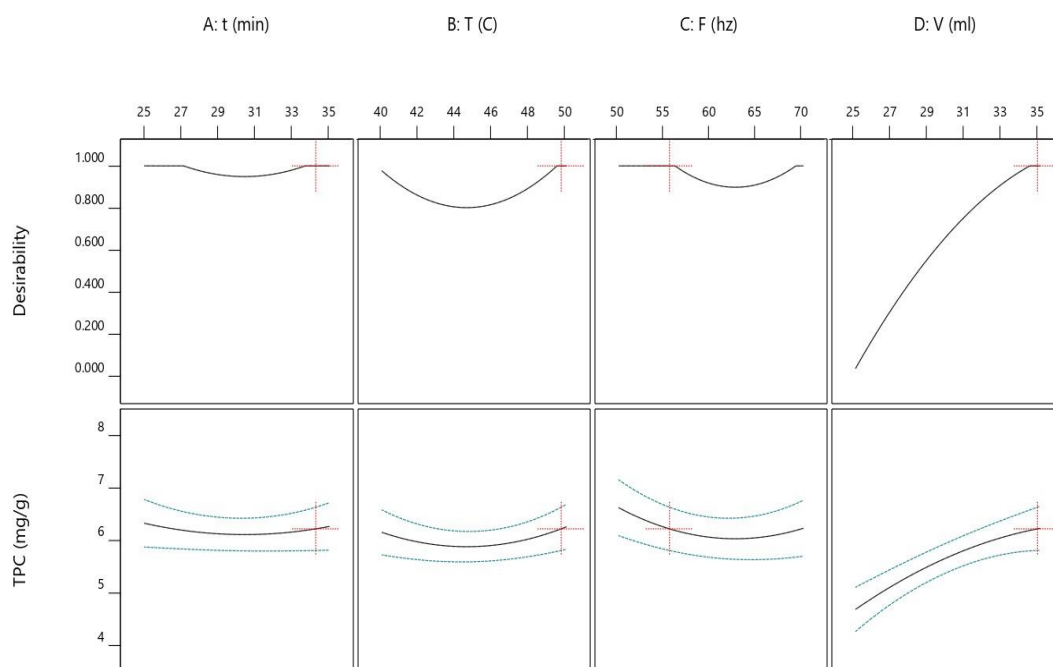 A: t (min) B: T (C) C: F (hz) D: V (ml)
25 27 29 31 33 35 40 42 44 46 48 50 50 55 60 65 70 25 27 29 31 33 35
Desirability
1.000
0.800
0.600
0.400
0.200
0.000
TPC (mg/g)
8
7
6
5
4